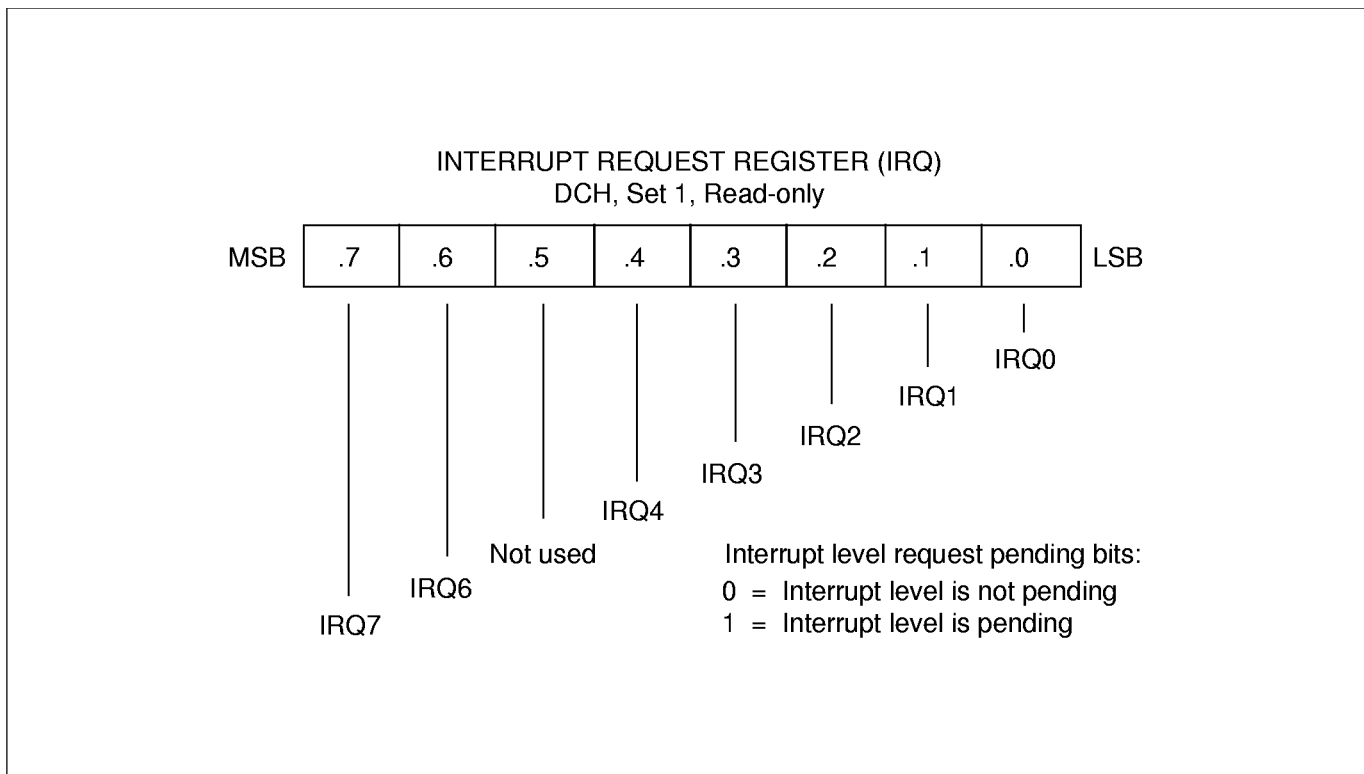 INTERRUPT REQUEST REGISTER (IRQ)
DCH, Set 1, Read-only
MSB .7 .6 .5 .4 .3 .2 .1 .0 LSB
IRQ0
IRQ1
IRQ2
IRQ3
IRQ4
Not used
IRQ6
IRQ7
Interrupt level request pending bits:
0 = Interrupt level is not pending
1 = Interrupt level is pending